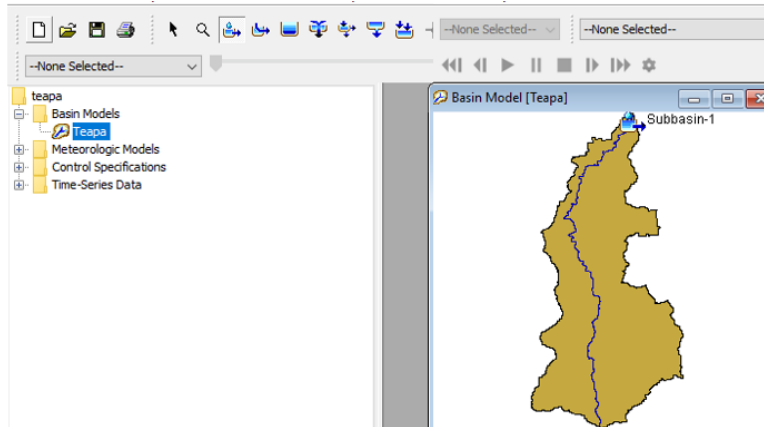 --None Selected--
--None Selected--
--None Selected--
teapa
Basin Models
Teapa
Meteorologic Models
Control Specifications
Time-Series Data
Basin Model [Teapa]
Subbasin-1